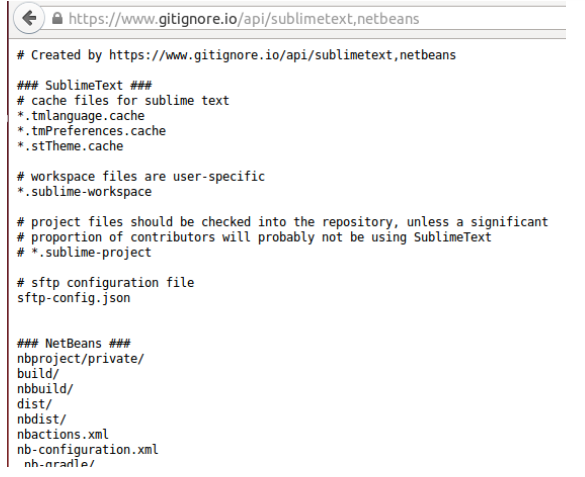 https://www.gitignore.io/api/sublimetext,netbeans
# Created by https://www.gitignore.io/api/sublimetext,netbeans

### SublimeText ###
# cache files for sublime text
*.tmlanguage.cache
*.tmPreferences.cache
*.stTheme.cache

# workspace files are user-specific
*.sublime-workspace

# project files should be checked into the repository, unless a significant
# proportion of contributors will probably not be using SublimeText
# *.sublime-project

# sftp configuration file
sftp-config.json

### NetBeans ###
nbproject/private/
build/
nbbuild/
dist/
nbdist/
nbactions.xml
nb-configuration.xml
.nb-gradle/